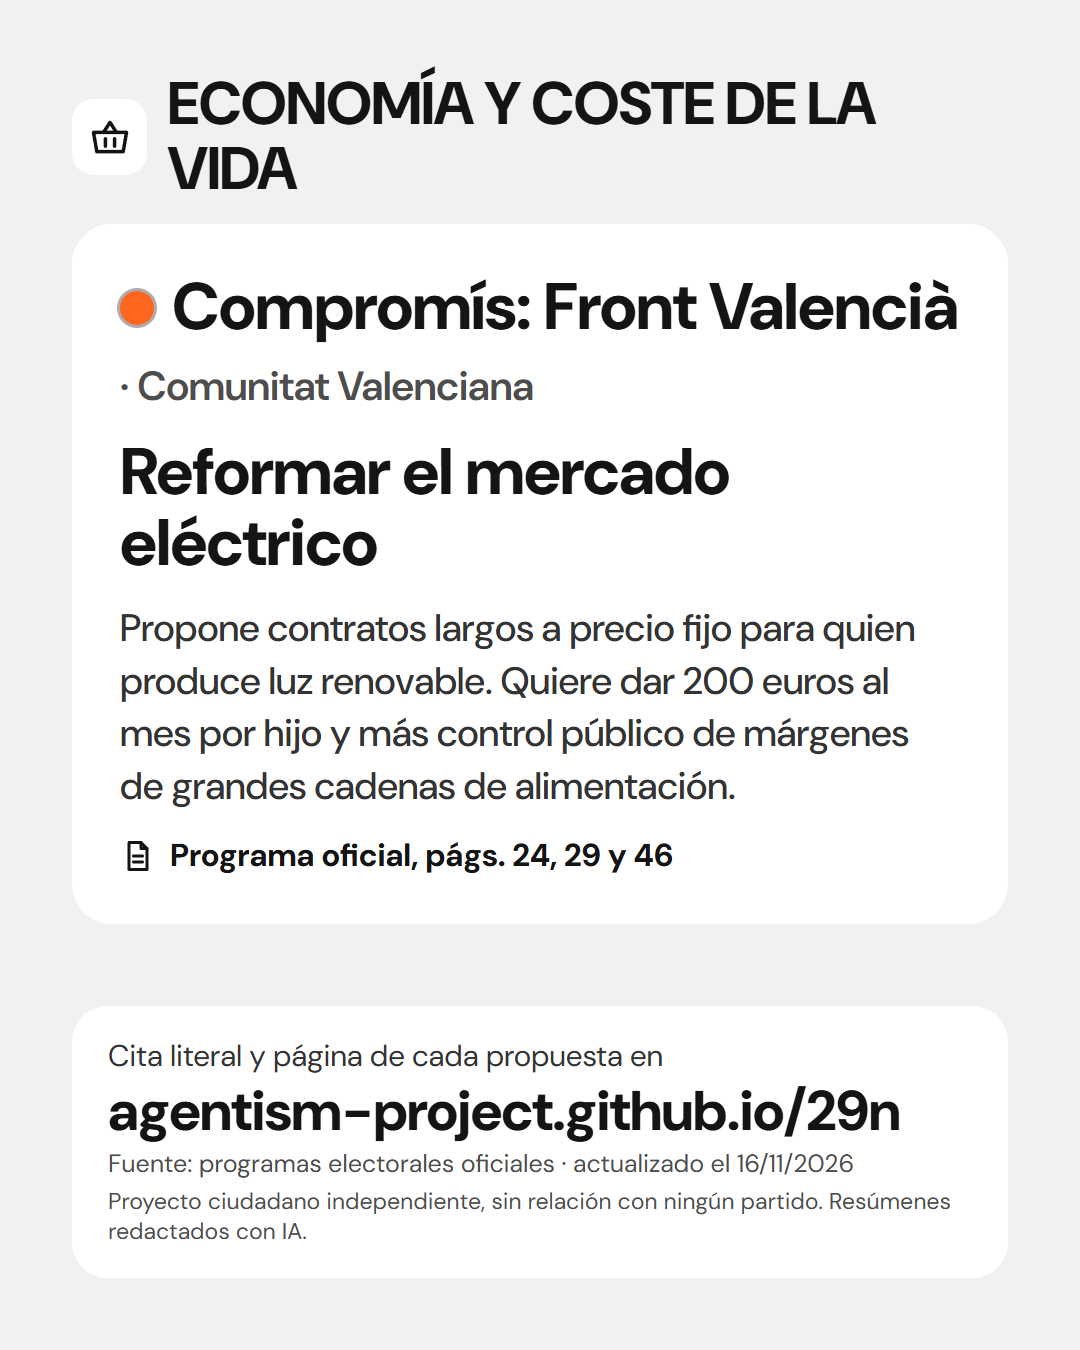 ECONOMÍA Y COSTE DE LA
VIDA
Compromís: Front Valencià
· Comunitat Valenciana
Reformar el mercado
eléctrico
Propone contratos largos a precio fijo para quien
produce luz renovable. Quiere dar 200 euros al
mes por hijo y más control público de márgenes
de grandes cadenas de alimentación.
Programa oficial, págs. 24, 29 y 46
Cita literal y página de cada propuesta en
agentism-project.github.io/29n
Fuente: programas electorales oficiales · actualizado el 16/11/2026
Proyecto ciudadano independiente, sin relación con ningún partido. Resúmenes
redactados con IA.